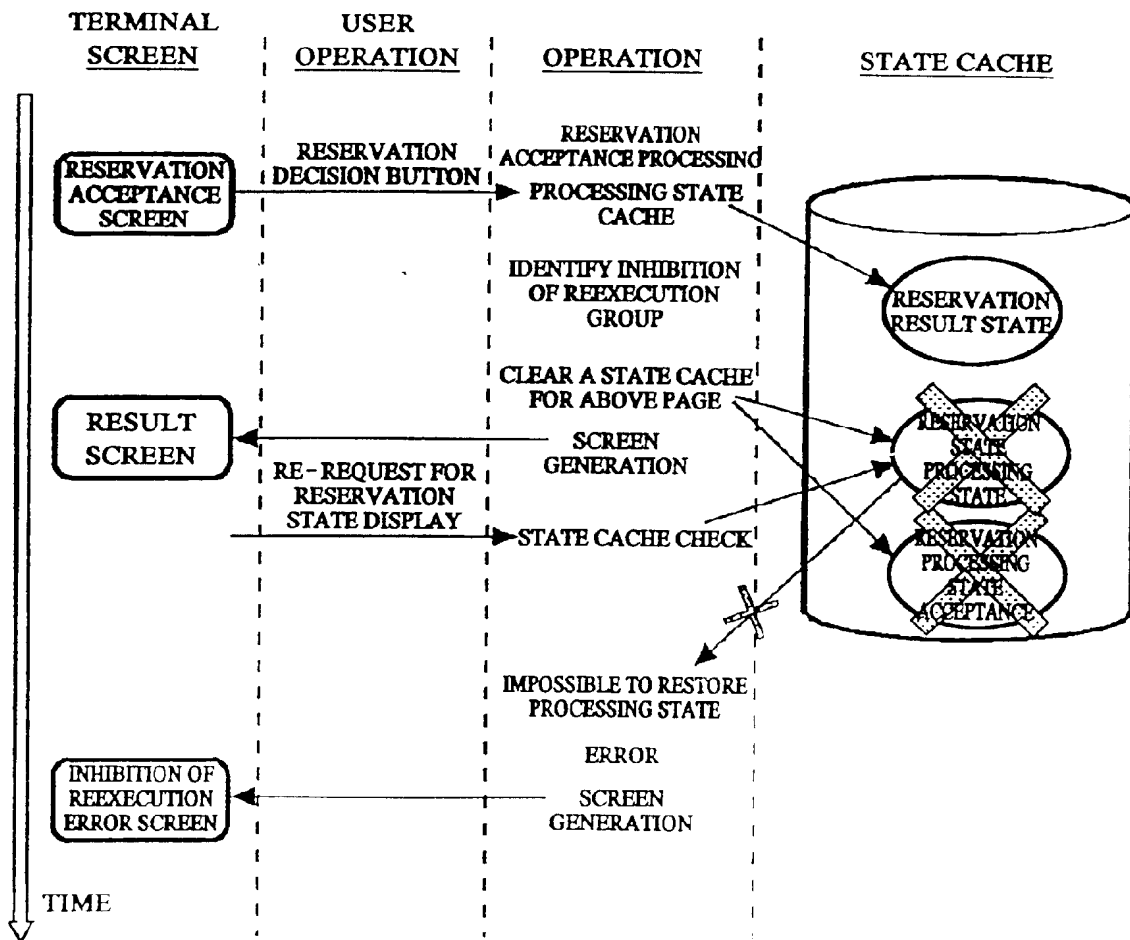 TERMINAL
SCREEN
USER
OPERATION
OPERATION
STATE CACHE
RESERVATION
ACCEPTANCE
SCREEN
RESERVATION
DECISION BUTTON
RESERVATION
ACCEPTANCE PROCESSING
PROCESSING STATE
CACHE
IDENTIFY INHIBITION
OF REEXECUTION
GROUP
RESERVATION
RESULT STATE
CLEAR A STATE CACHE
FOR ABOVE PAGE
RESULT
SCREEN
SCREEN
GENERATION
RESERVATION
STATE
PROCESSING
STATE
RE-REQUEST FOR
RESERVATION
STATE DISPLAY
STATE CACHE CHECK
RESERVATION
PROCESSING
STATE
ACCEPTANCE
IMPOSSIBLE TO RESTORE
PROCESSING STATE
ERROR
INHIBITION OF
REEXECUTION
ERROR SCREEN
SCREEN
GENERATION
TIME